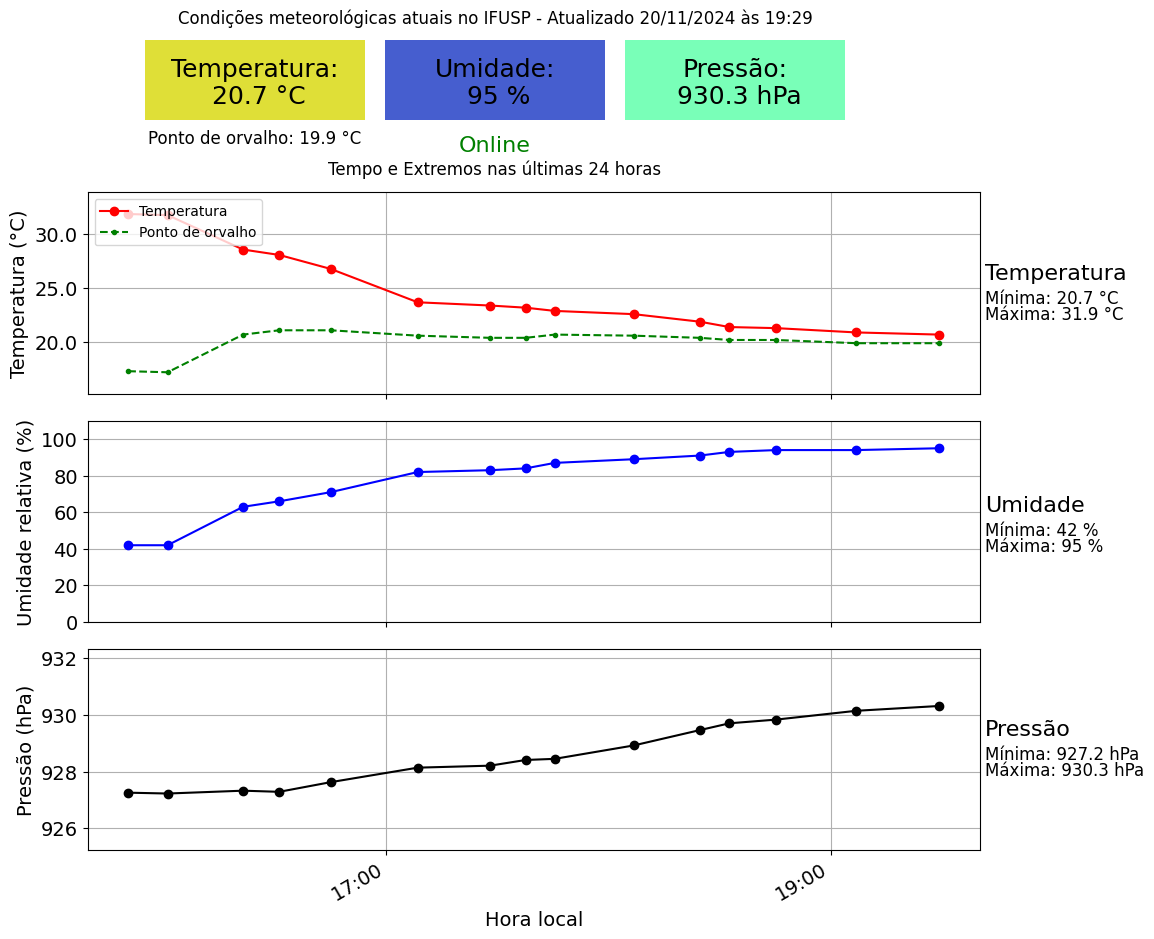 Condições meteorológicas atuais no IFUSP - Atualizado 20/11/2024 às 19:29
Temperatura:
20.7 °C
Umidade:
95 %
Pressão:
930.3 hPa
Ponto de orvalho: 19.9 °C
Online
Tempo e Extremos nas últimas 24 horas
Temperatura (°C)
30.0
25.0
20.0
Temperatura
Ponto de orvalho
Temperatura
Mínima: 20.7 °C
Máxima: 31.9 °C
Umidade relativa (%)
100
80
60
40
20
0
Umidade
Mínima: 42 %
Máxima: 95 %
Pressão (hPa)
932
930
928
926
Pressão
Mínima: 927.2 hPa
Máxima: 930.3 hPa
17:00
19:00
Hora local